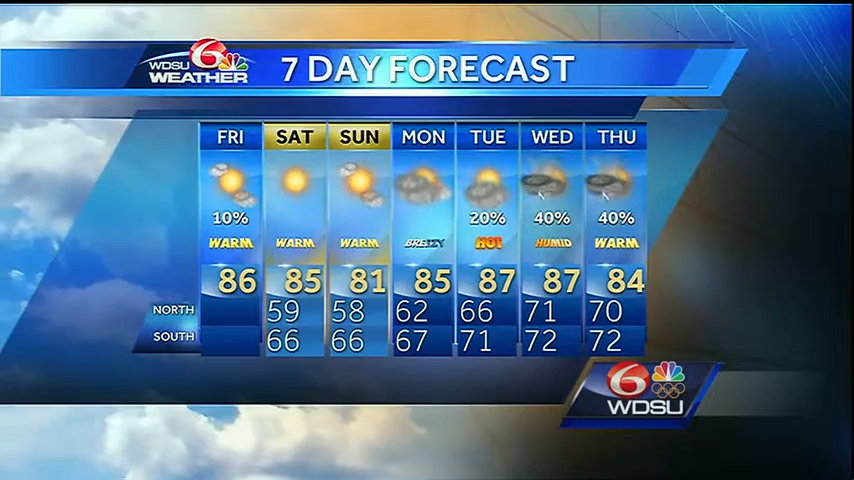 WDSU 6
WEATHER
7 DAY FORECAST
FRI SAT SUN MON TUE WED THU
10% 20% 40% 40%
WARM WARM WARM BREEZY HOT HUMID WARM
86 85 81 85 87 87 84
NORTH 59 58 62 66 71 70
SOUTH 66 66 67 71 72 72
6
WDSU